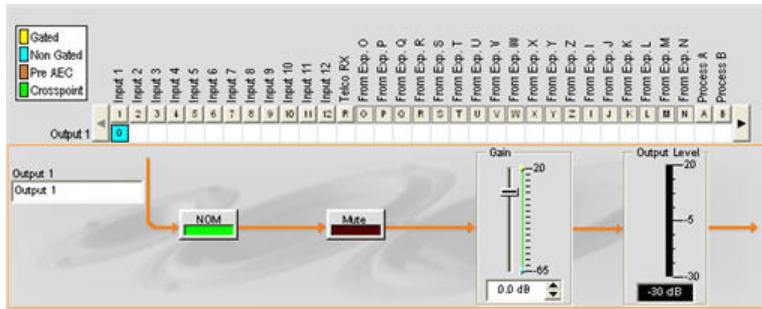 Gated
Non Gated
Pre AEC
Crosspoint
Input 1
Input 2
Input 3
Input 4
Input 5
Input 6
Input 7
Input 8
Input 9
Input 10
Input 11
Input 12
Telco RX
From Exp. O
From Exp. P
From Exp. Q
From Exp. R
From Exp. S
From Exp. T
From Exp. U
From Exp. V
From Exp. W
From Exp. X
From Exp. Y
From Exp. Z
From Exp. I
From Exp. J
From Exp. K
From Exp. L
From Exp. M
From Exp. N
Process A
Process B
1 2 3 4 5 6 7 8 9 10 11 12 R O P Q R S T U V W X Y Z I J K L M N A B
Output 1 0
Output 1
Output 1
NOM
Mute
Gain
20
-65
0.0 dB
Output Level
20
-5
-30
-30 dB